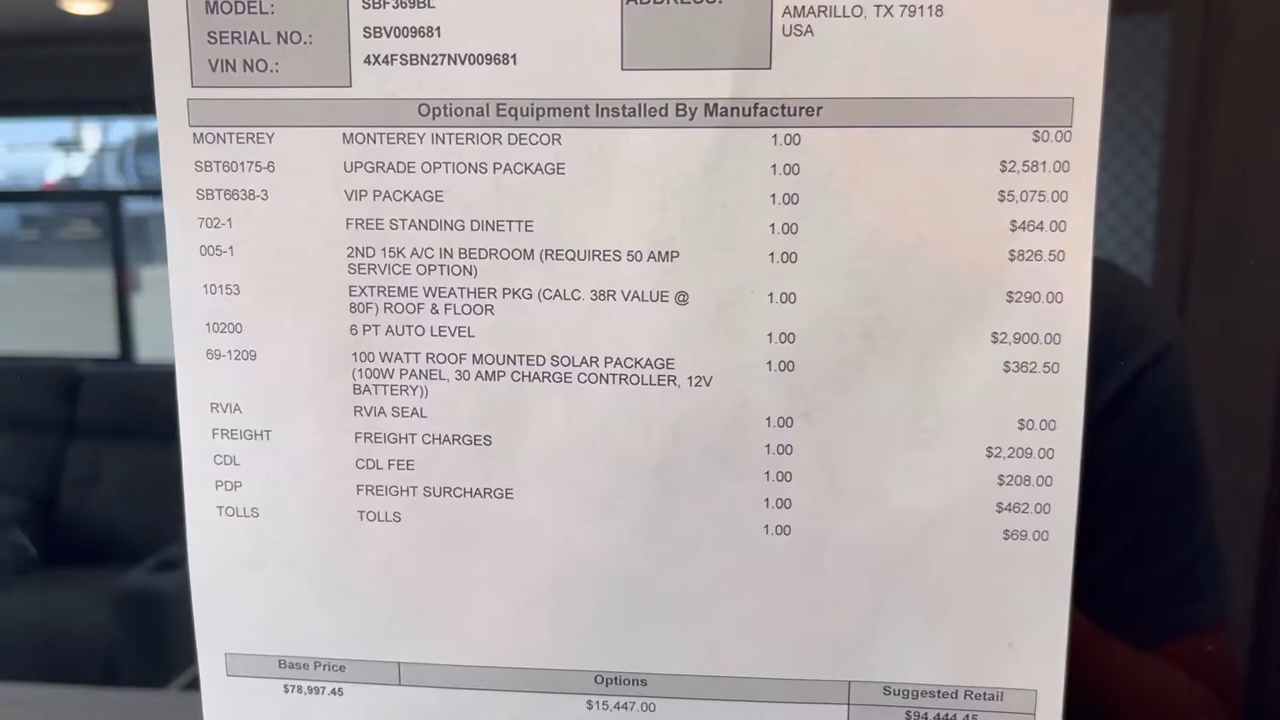 MODEL: SBF369BL
SERIAL NO.: SBV009681
VIN NO.: 4X4FSBN27NV009681
ADDRESS:
AMARILLO, TX 79118
USA
Optional Equipment Installed By Manufacturer
MONTEREY MONTEREY INTERIOR DECOR 1.00 $0.00
SBT60175-6 UPGRADE OPTIONS PACKAGE 1.00 $2,581.00
SBT6638-3 VIP PACKAGE 1.00 $5,075.00
702-1 FREE STANDING DINETTE 1.00 $464.00
005-1 2ND 15K A/C IN BEDROOM (REQUIRES 50 AMP 1.00 $826.50
SERVICE OPTION)
10153 EXTREME WEATHER PKG (CALC. 38R VALUE @ 1.00 $290.00
80F) ROOF & FLOOR
10200 6 PT AUTO LEVEL 1.00 $2,900.00
69-1209 100 WATT ROOF MOUNTED SOLAR PACKAGE 1.00 $362.50
(100W PANEL, 30 AMP CHARGE CONTROLLER, 12V
BATTERY))
RVIA RVIA SEAL 1.00 $0.00
FREIGHT FREIGHT CHARGES 1.00 $2,209.00
CDL CDL FEE 1.00 $208.00
PDP FREIGHT SURCHARGE 1.00 $462.00
TOLLS TOLLS 1.00 $69.00
Base Price Options Suggested Retail
$78,997.45 $15,447.00 $94,444.45